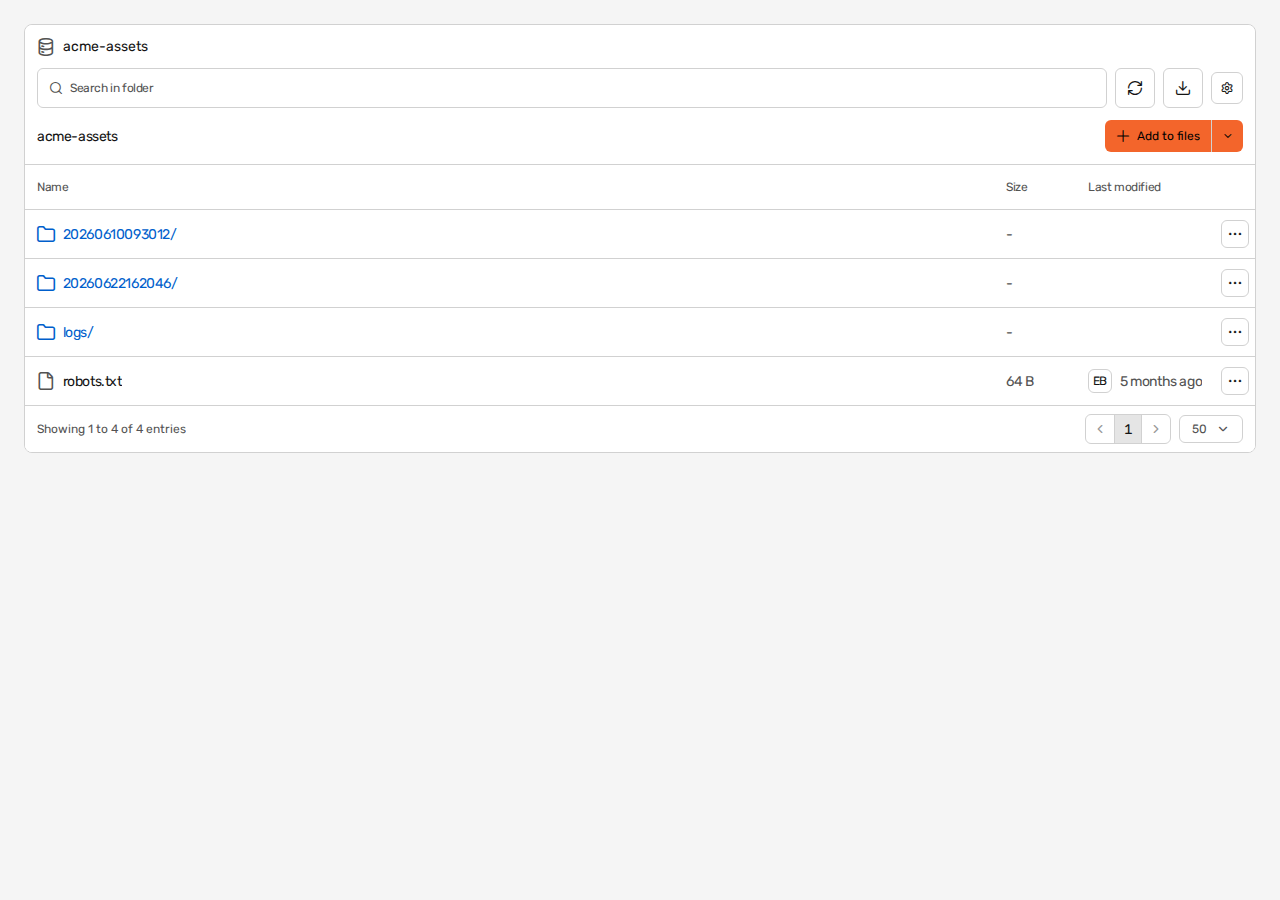 acme-assets
Search in folder
acme-assets
Add to files
Name Size Last modified
20260610093012/ -
20260622162046/ -
logs/ -
robots.txt 64 B EB 5 months ago
Showing 1 to 4 of 4 entries 1 50